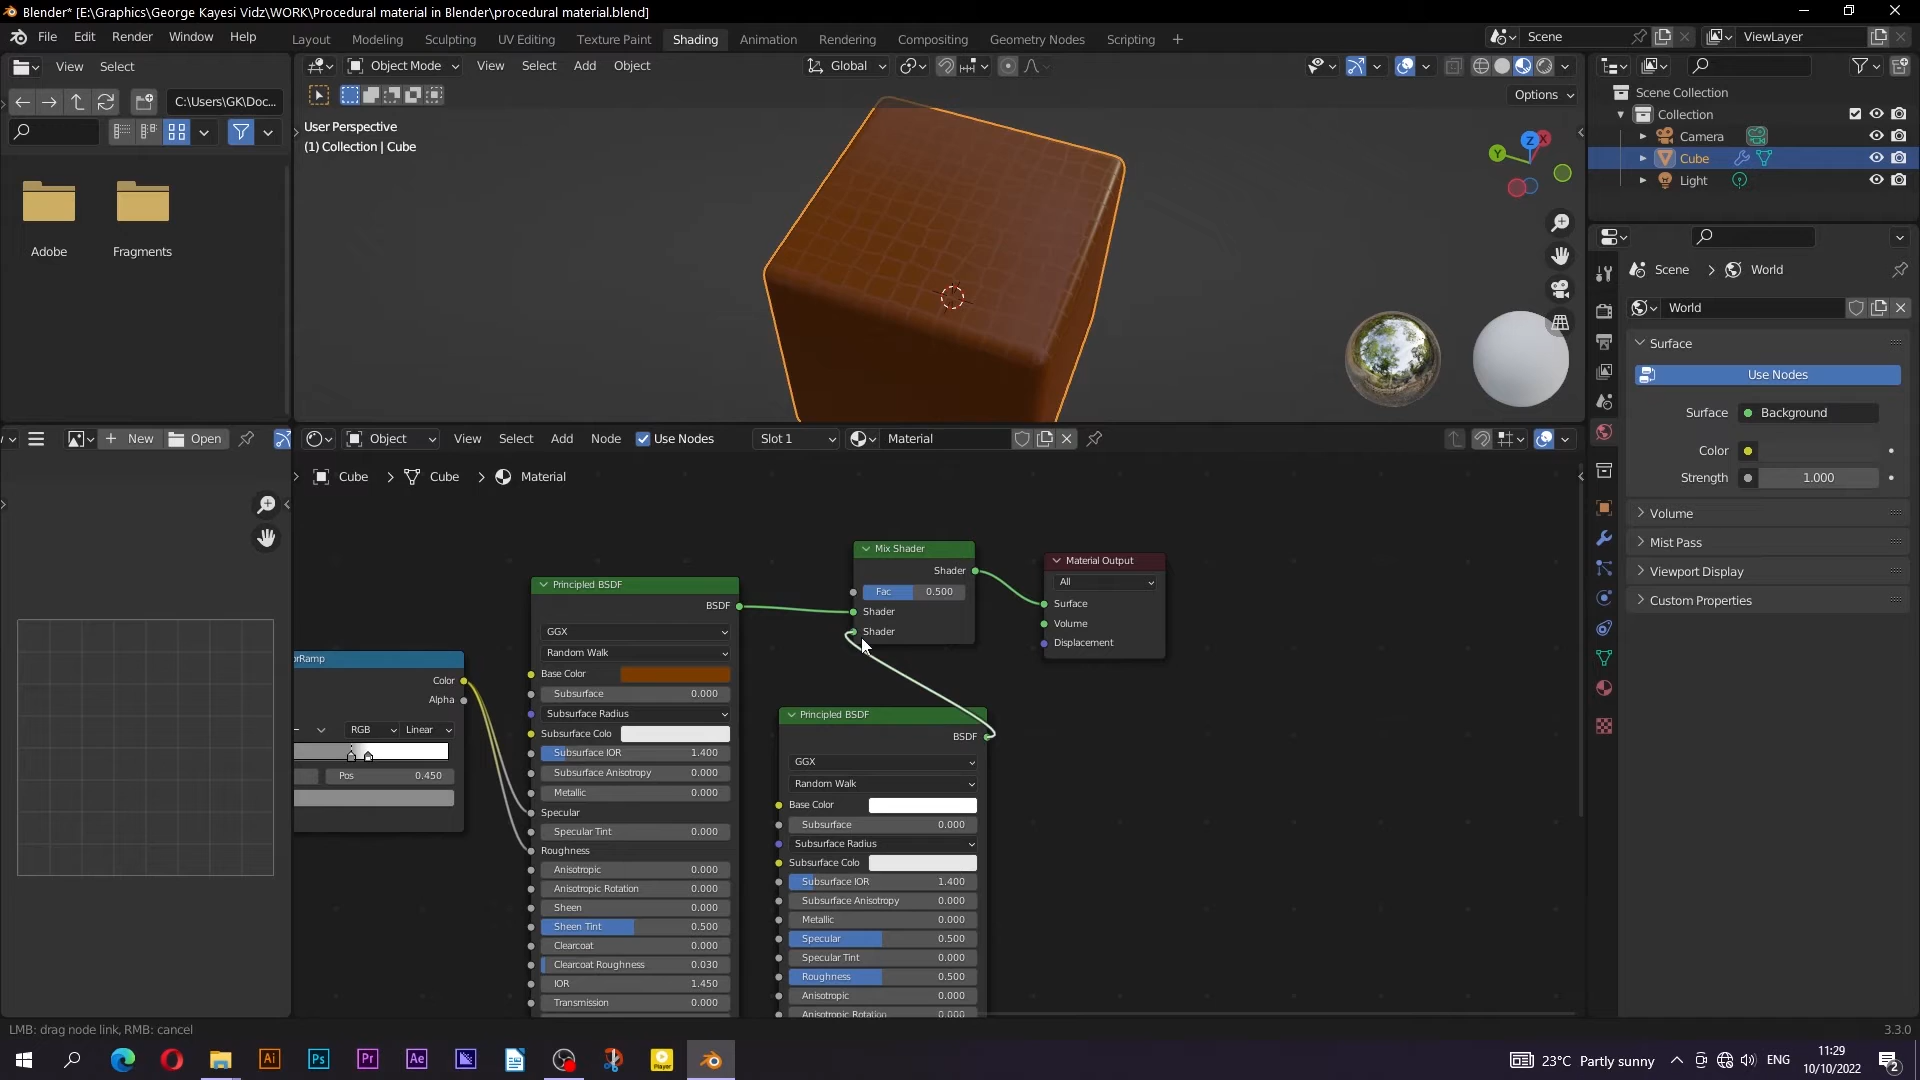 Blender* [E:\Graphics\George Kayesi Vidz\WORK\Procedural material in Blender\procedural material.blend]
File Edit Render Window Help
Layout Modeling Sculpting UV Editing Texture Paint Shading Animation Rendering Compositing Geometry Nodes Scripting +
Scene
ViewLayer
View Select
C:\Users\GK\Doc...
Adobe
Fragments
Object Mode View Select Add Object
Global
Options
User Perspective
(1) Collection | Cube
Z
X
Y
Scene Collection
Collection
Camera
Cube
Light
Scene > World
World
Surface
Use Nodes
Surface Background
Color
Strength 1.000
Volume
Mist Pass
Viewport Display
Custom Properties
New Open
Object View Select Add Node Use Nodes Slot 1 Material
Cube > Cube > Material
orRamp
Color
Alpha
RGB Linear
Pos 0.450
Principled BSDF
BSDF
GGX
Random Walk
Base Color
Subsurface 0.000
Subsurface Radius
Subsurface Colo
Subsurface IOR 1.400
Subsurface Anisotropy 0.000
Metallic 0.000
Specular
Specular Tint 0.000
Roughness
Anisotropic 0.000
Anisotropic Rotation 0.000
Sheen 0.000
Sheen Tint 0.500
Clearcoat 0.000
Clearcoat Roughness 0.030
IOR 1.450
Transmission 0.000
Mix Shader
Shader
Fac 0.500
Shader
Shader
Material Output
All
Surface
Volume
Displacement
Principled BSDF
BSDF
GGX
Random Walk
Base Color
Subsurface 0.000
Subsurface Radius
Subsurface Colo
Subsurface IOR 1.400
Subsurface Anisotropy 0.000
Metallic 0.000
Specular 0.500
Specular Tint 0.000
Roughness 0.500
Anisotropic 0.000
Anisotropic Rotation 0.000
LMB: drag node link, RMB: cancel
3.3.0
Ai Ps Pr Ae
Player
23°C Partly sunny
ENG
11:29
10/10/2022
2